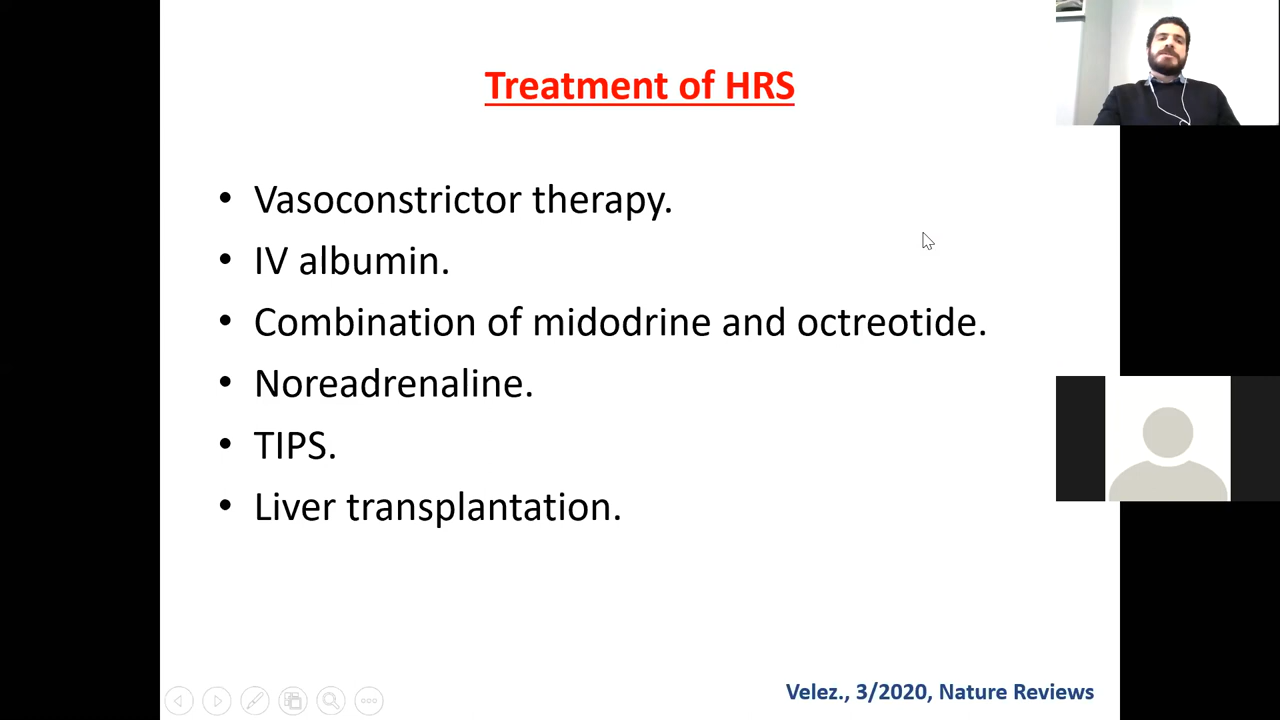 Treatment of HRS
• Vasoconstrictor therapy.
• IV albumin.
• Combination of midodrine and octreotide.
• Noreadrenaline.
• TIPS.
• Liver transplantation.
Velez., 3/2020, Nature Reviews